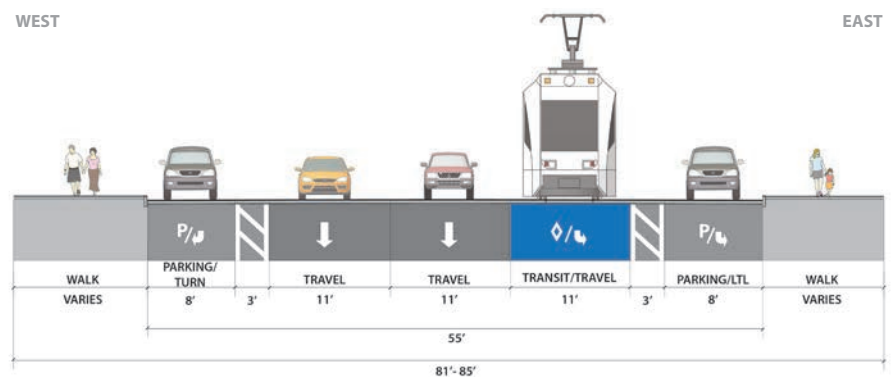 WEST EAST
P/ P/
WALK PARKING/ TRAVEL TRAVEL TRANSIT/TRAVEL PARKING/LTL WALK
TURN
VARIES 8' 3' 11' 11' 11' 3' 8' VARIES
55'
81'- 85'